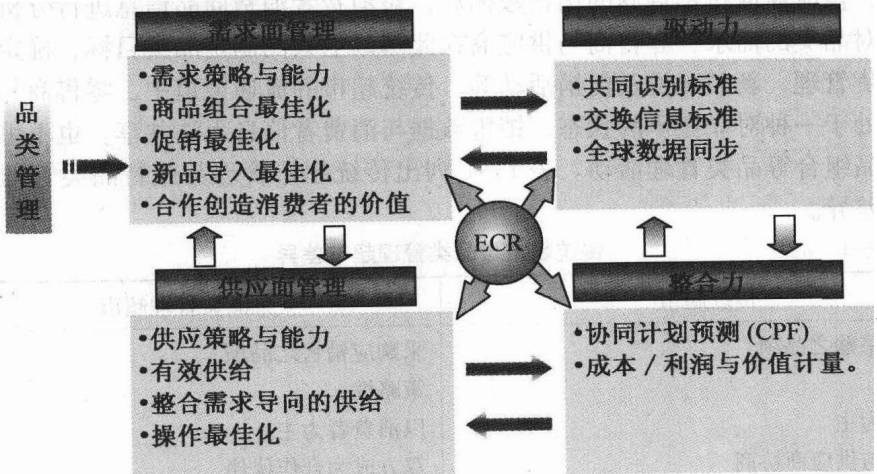 品类管理
需求面管理
•需求策略与能力
•商品组合最佳化
•促销最佳化
•新品导入最佳化
•合作创造消费者的价值
驱动力
•共同识别标准
•交换信息标准
•全球数据同步
ECR
供应面管理
•供应策略与能力
•有效供给
•整合需求导向的供给
•操作最佳化
整合力
•协同计划预测 (CPF)
•成本 / 利润与价值计量。